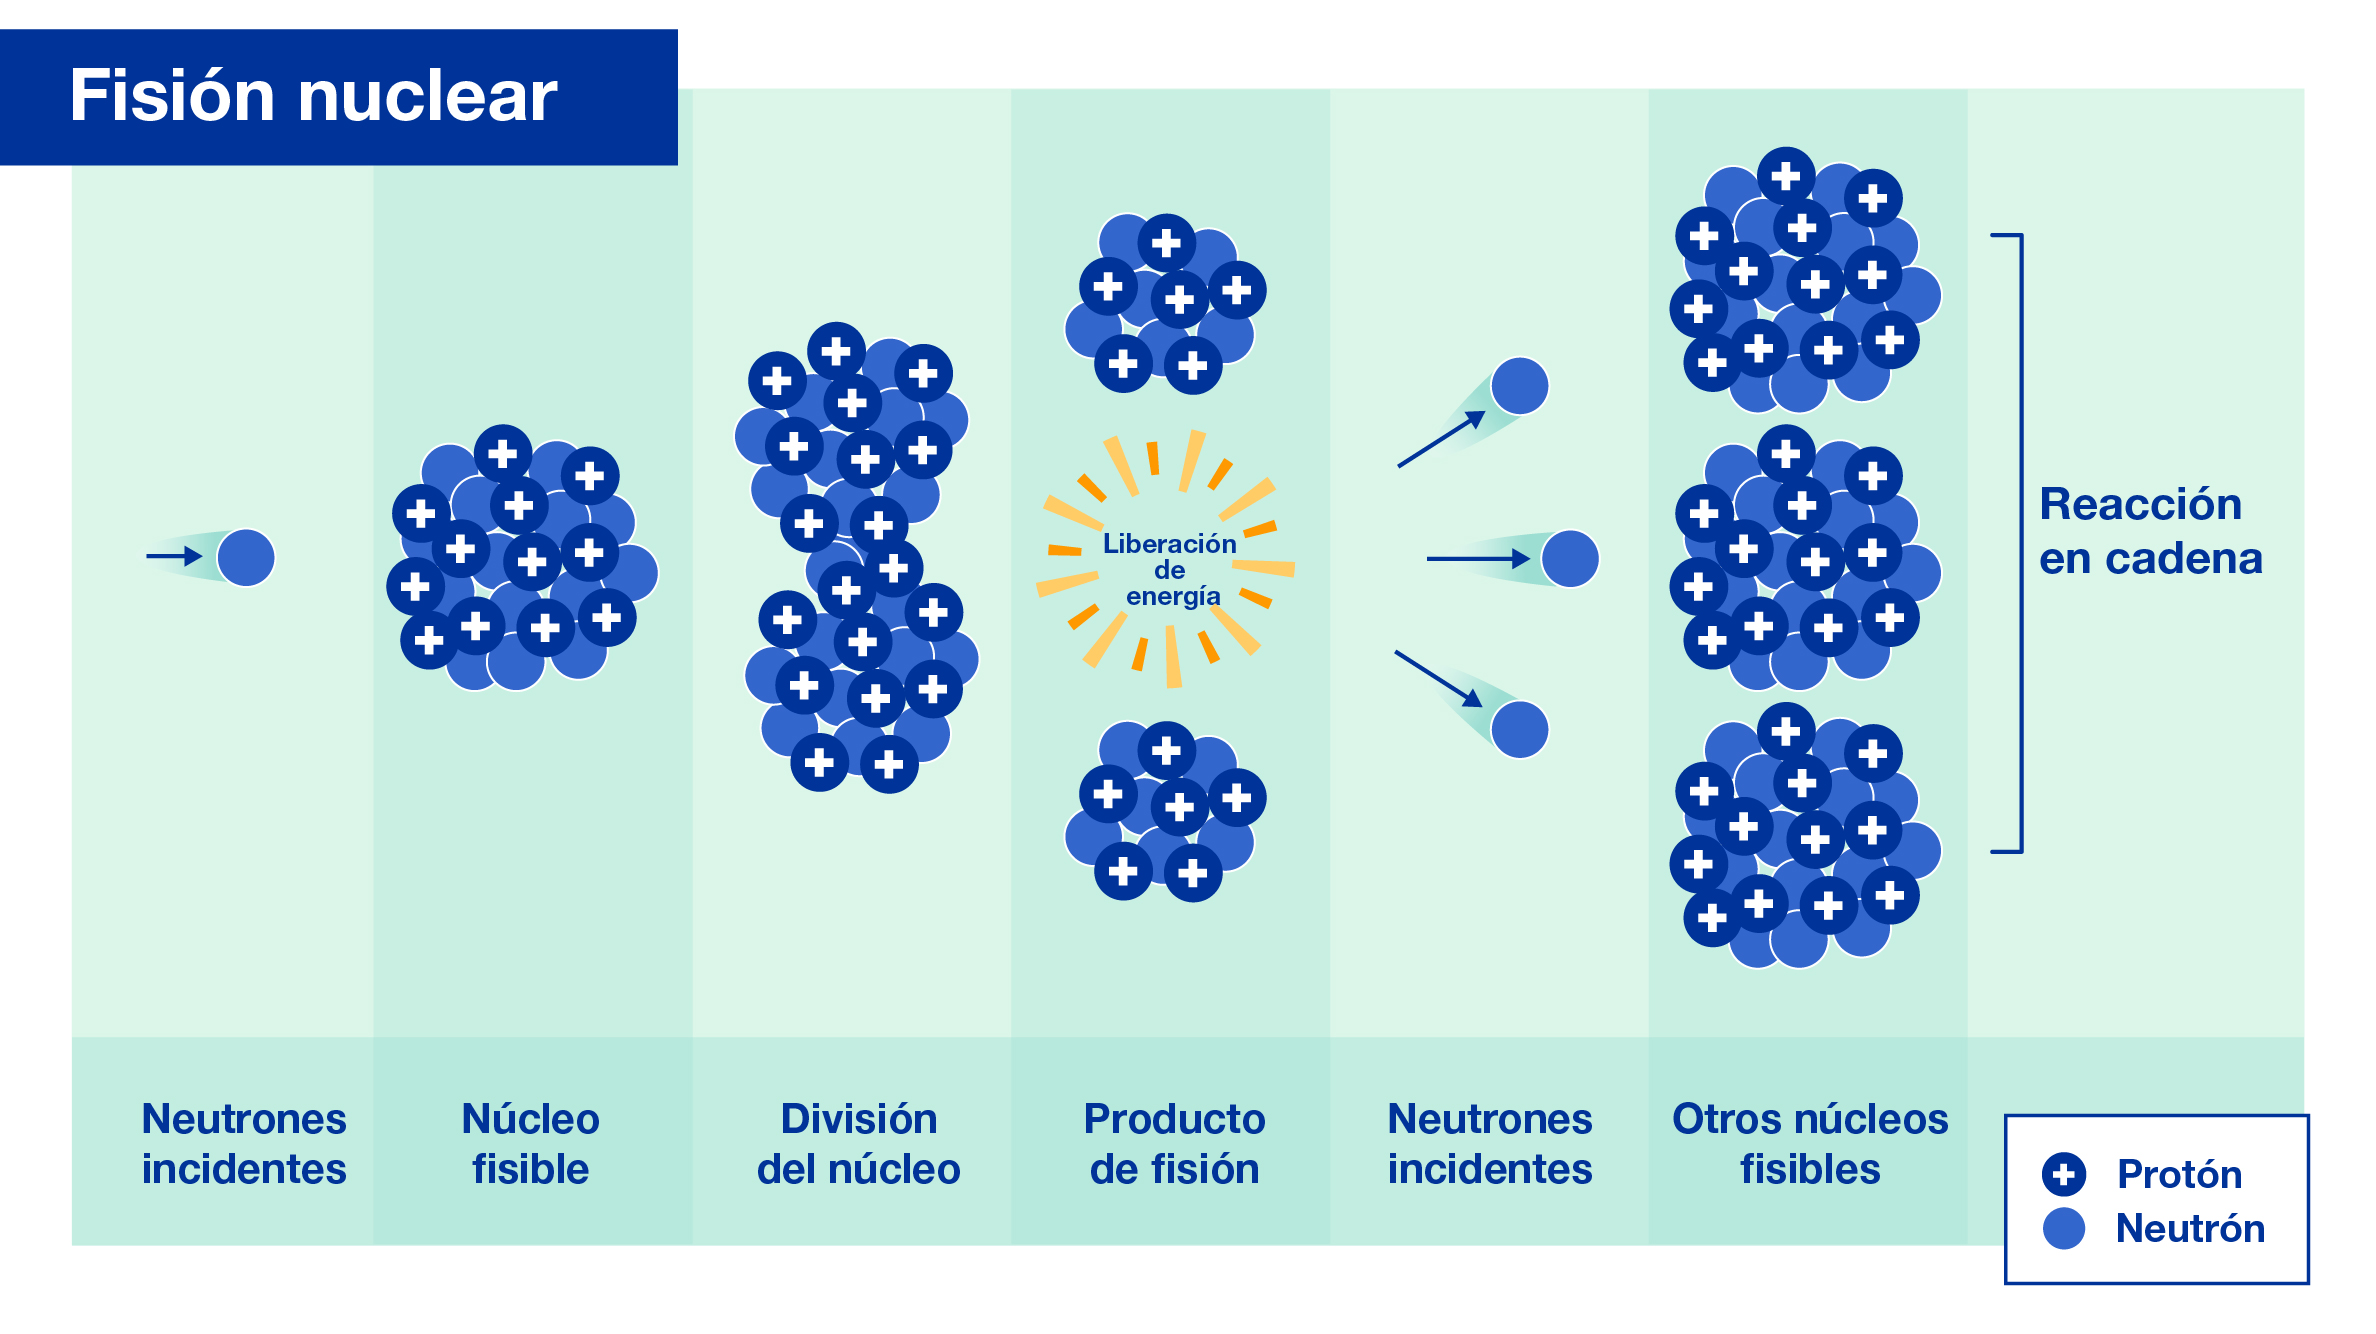 Fisión nuclear
Liberación
de
energía
Reacción
en cadena
Neutrones
incidentes
Núcleo
fisible
División
del núcleo
Producto
de fisión
Neutrones
incidentes
Otros núcleos
fisibles
Protón
Neutrón